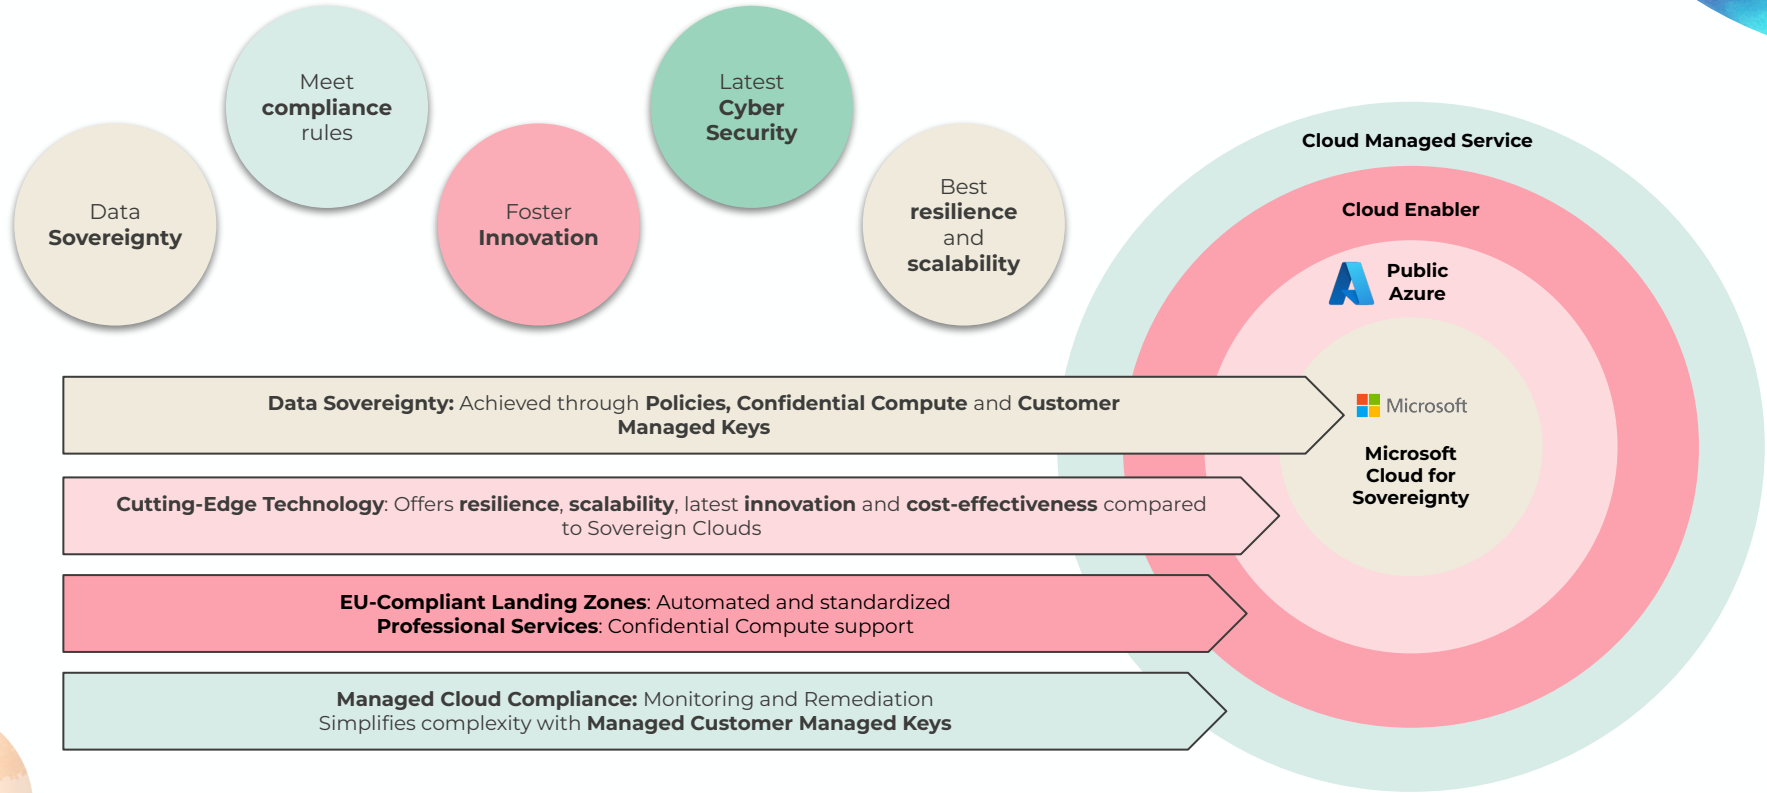 Meet
compliance
rules
Latest
Cyber
Security
Data
Sovereignty
Foster
Innovation
Best
resilience
and
scalability
Cloud Managed Service
Cloud Enabler
Public
Azure
Microsoft
Microsoft
Cloud for
Sovereignty
Data Sovereignty: Achieved through Policies, Confidential Compute and Customer
Managed Keys
Cutting-Edge Technology: Offers resilience, scalability, latest innovation and cost-effectiveness compared
to Sovereign Clouds
EU-Compliant Landing Zones: Automated and standardized
Professional Services: Confidential Compute support
Managed Cloud Compliance: Monitoring and Remediation
Simplifies complexity with Managed Customer Managed Keys